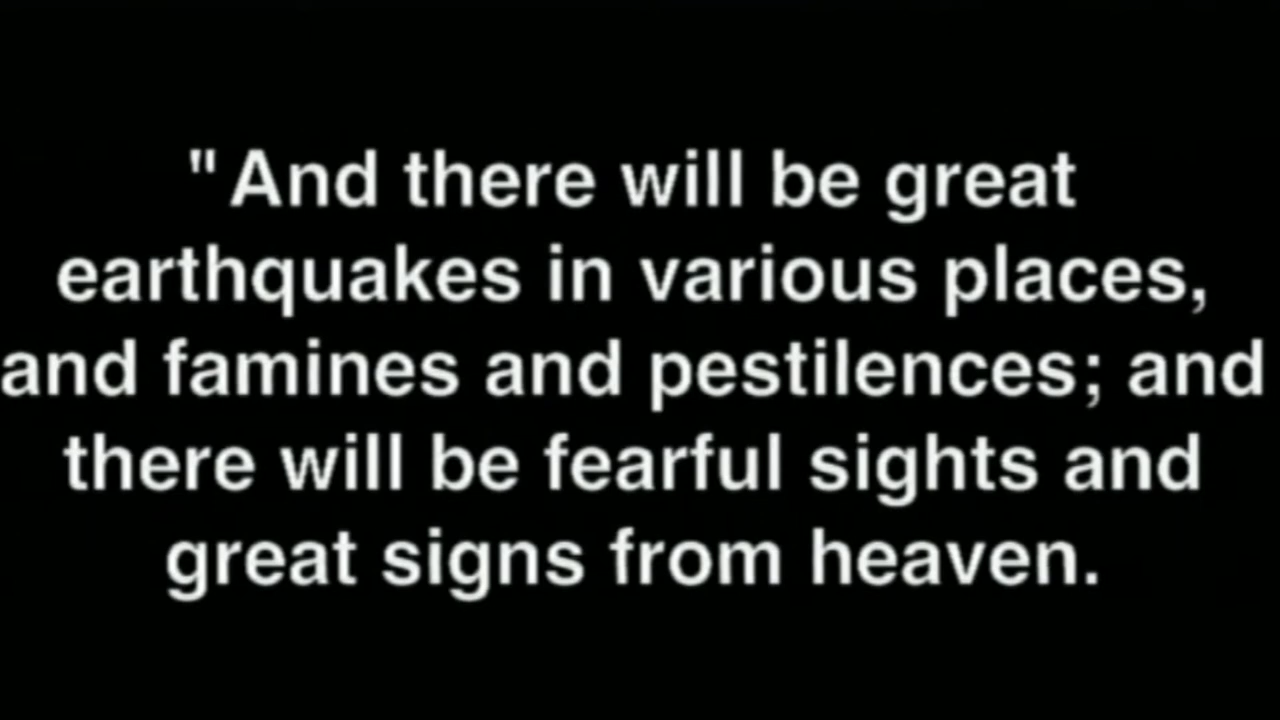 "And there will be great
earthquakes in various places,
and famines and pestilences; and
there will be fearful sights and
great signs from heaven.